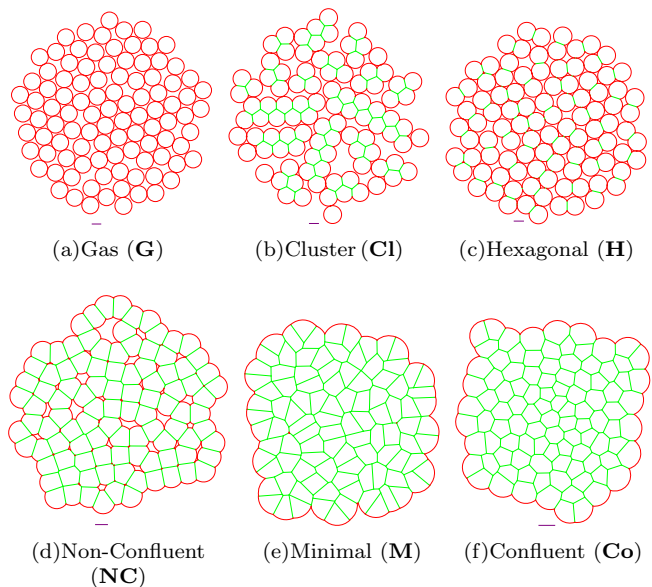 (a)Gas (G)
(b)Cluster (Cl)
(c)Hexagonal (H)
(d)Non-Confluent
(NC)
(e)Minimal (M)
(f)Confluent (Co)